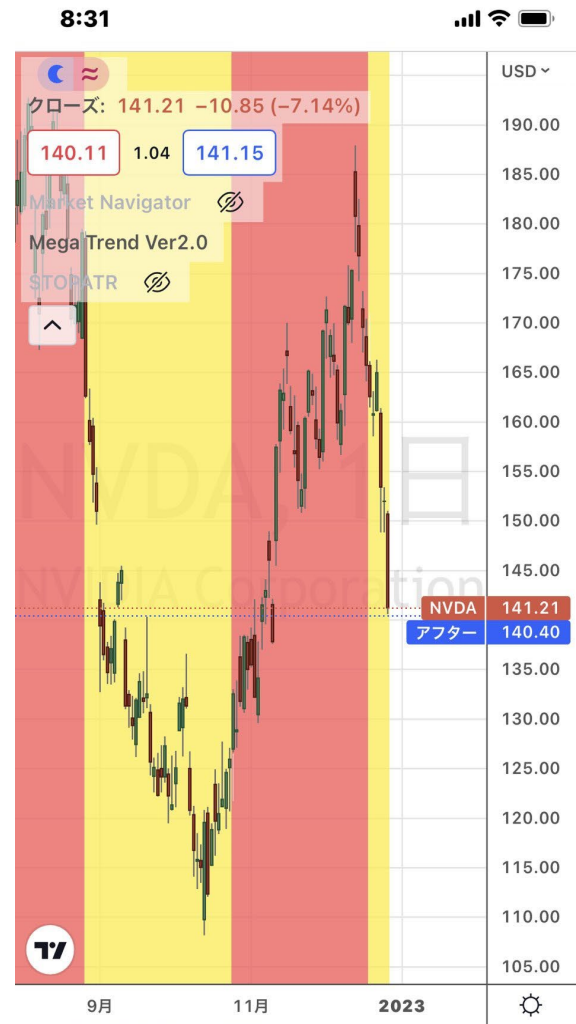 8:31
USD
クローズ: 141.21 −10.85 (−7.14%)
140.11 1.04 141.15
Market Navigator
Mega Trend Ver2.0
STOPATR
190.00
185.00
180.00
175.00
170.00
165.00
160.00
155.00
150.00
145.00
NVDA, 1日
NVIDIA Corporation
NVDA 141.21
アフター 140.40
135.00
130.00
125.00
120.00
115.00
110.00
105.00
9月 11月 2023